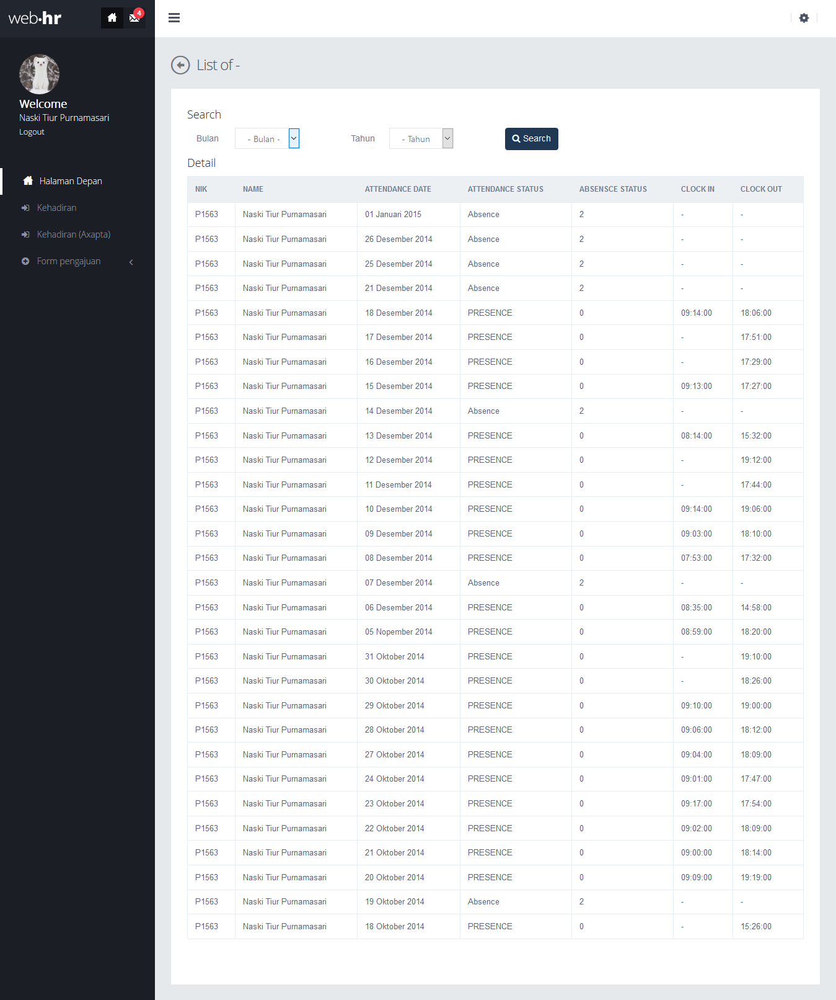 web·hr
4
Welcome
Naski Tiur Purnamasari
Logout
Halaman Depan
Kehadiran
Kehadiran (Axapta)
Form pengajuan
List of -
Search
Bulan - Bulan - Tahun - Tahun Search
Detail
NIK NAME ATTENDANCE DATE ATTENDANCE STATUS ABSENSCE STATUS CLOCK IN CLOCK OUT
P1563 Naski Tiur Purnamasari 01 Januari 2015 Absence 2 - -
P1563 Naski Tiur Purnamasari 26 Desember 2014 Absence 2 - -
P1563 Naski Tiur Purnamasari 25 Desember 2014 Absence 2 - -
P1563 Naski Tiur Purnamasari 21 Desember 2014 Absence 2 - -
P1563 Naski Tiur Purnamasari 18 Desember 2014 PRESENCE 0 09:14:00 18:06:00
P1563 Naski Tiur Purnamasari 17 Desember 2014 PRESENCE 0 - 17:51:00
P1563 Naski Tiur Purnamasari 16 Desember 2014 PRESENCE 0 - 17:29:00
P1563 Naski Tiur Purnamasari 15 Desember 2014 PRESENCE 0 09:13:00 17:27:00
P1563 Naski Tiur Purnamasari 14 Desember 2014 Absence 2 - -
P1563 Naski Tiur Purnamasari 13 Desember 2014 PRESENCE 0 08:14:00 15:32:00
P1563 Naski Tiur Purnamasari 12 Desember 2014 PRESENCE 0 - 19:12:00
P1563 Naski Tiur Purnamasari 11 Desember 2014 PRESENCE 0 - 17:44:00
P1563 Naski Tiur Purnamasari 10 Desember 2014 PRESENCE 0 09:14:00 19:06:00
P1563 Naski Tiur Purnamasari 09 Desember 2014 PRESENCE 0 09:03:00 18:10:00
P1563 Naski Tiur Purnamasari 08 Desember 2014 PRESENCE 0 07:53:00 17:32:00
P1563 Naski Tiur Purnamasari 07 Desember 2014 Absence 2 - -
P1563 Naski Tiur Purnamasari 06 Desember 2014 PRESENCE 0 08:35:00 14:58:00
P1563 Naski Tiur Purnamasari 05 Nopember 2014 PRESENCE 0 08:59:00 18:20:00
P1563 Naski Tiur Purnamasari 31 Oktober 2014 PRESENCE 0 - 19:10:00
P1563 Naski Tiur Purnamasari 30 Oktober 2014 PRESENCE 0 - 18:26:00
P1563 Naski Tiur Purnamasari 29 Oktober 2014 PRESENCE 0 09:10:00 19:00:00
P1563 Naski Tiur Purnamasari 28 Oktober 2014 PRESENCE 0 09:06:00 18:12:00
P1563 Naski Tiur Purnamasari 27 Oktober 2014 PRESENCE 0 09:04:00 18:09:00
P1563 Naski Tiur Purnamasari 24 Oktober 2014 PRESENCE 0 09:01:00 17:47:00
P1563 Naski Tiur Purnamasari 23 Oktober 2014 PRESENCE 0 09:17:00 17:54:00
P1563 Naski Tiur Purnamasari 22 Oktober 2014 PRESENCE 0 09:02:00 18:09:00
P1563 Naski Tiur Purnamasari 21 Oktober 2014 PRESENCE 0 09:00:00 18:14:00
P1563 Naski Tiur Purnamasari 20 Oktober 2014 PRESENCE 0 09:09:00 19:19:00
P1563 Naski Tiur Purnamasari 19 Oktober 2014 Absence 2 - -
P1563 Naski Tiur Purnamasari 18 Oktober 2014 PRESENCE 0 - 15:26:00